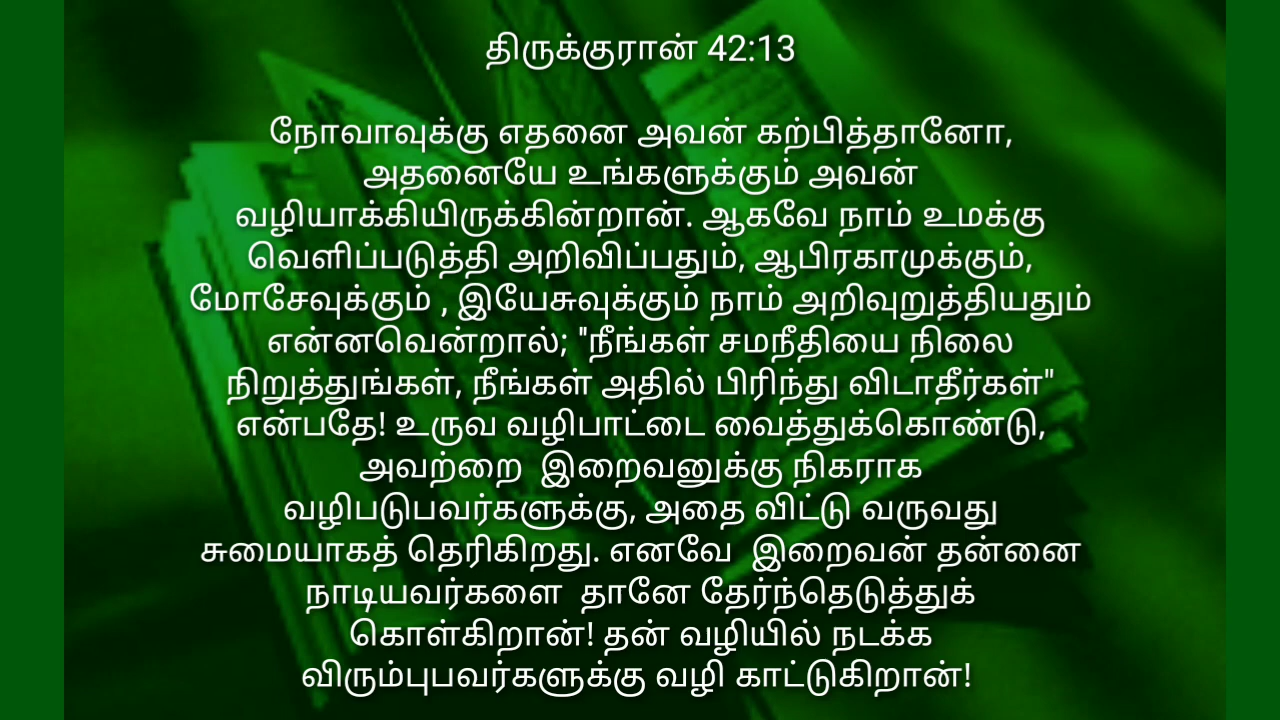 திருக்குரான் 42:13
நோவாவுக்கு எதனை அவன் கற்பித்தானோ,
அதனையே உங்களுக்கும் அவன்
வழியாக்கியிருக்கின்றான். ஆகவே நாம் உமக்கு
வெளிப்படுத்தி அறிவிப்பதும், ஆபிரகாமுக்கும்,
மோசேவுக்கும் , இயேசுவுக்கும் நாம் அறிவுறுத்தியதும்
என்னவென்றால்; "நீங்கள் சமநீதியை நிலை
நிறுத்துங்கள், நீங்கள் அதில் பிரிந்து விடாதீர்கள்"
என்பதே! உருவ வழிபாட்டை வைத்துக்கொண்டு,
அவற்றை இறைவனுக்கு நிகராக
வழிபடுபவர்களுக்கு, அதை விட்டு வருவது
சுமையாகத் தெரிகிறது. எனவே இறைவன் தன்னை
நாடியவர்களை தானே தேர்ந்தெடுத்துக்
கொள்கிறான்! தன் வழியில் நடக்க
விரும்புபவர்களுக்கு வழி காட்டுகிறான்!